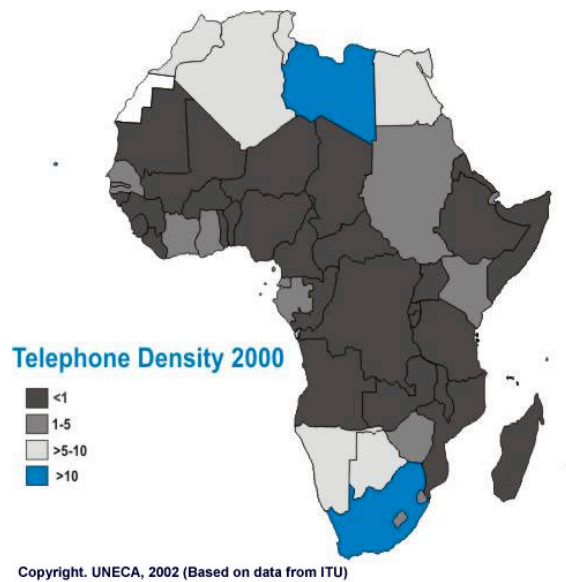 Telephone Density 2000
<1
1-5
>5-10
>10
Copyright. UNECA, 2002 (Based on data from ITU)